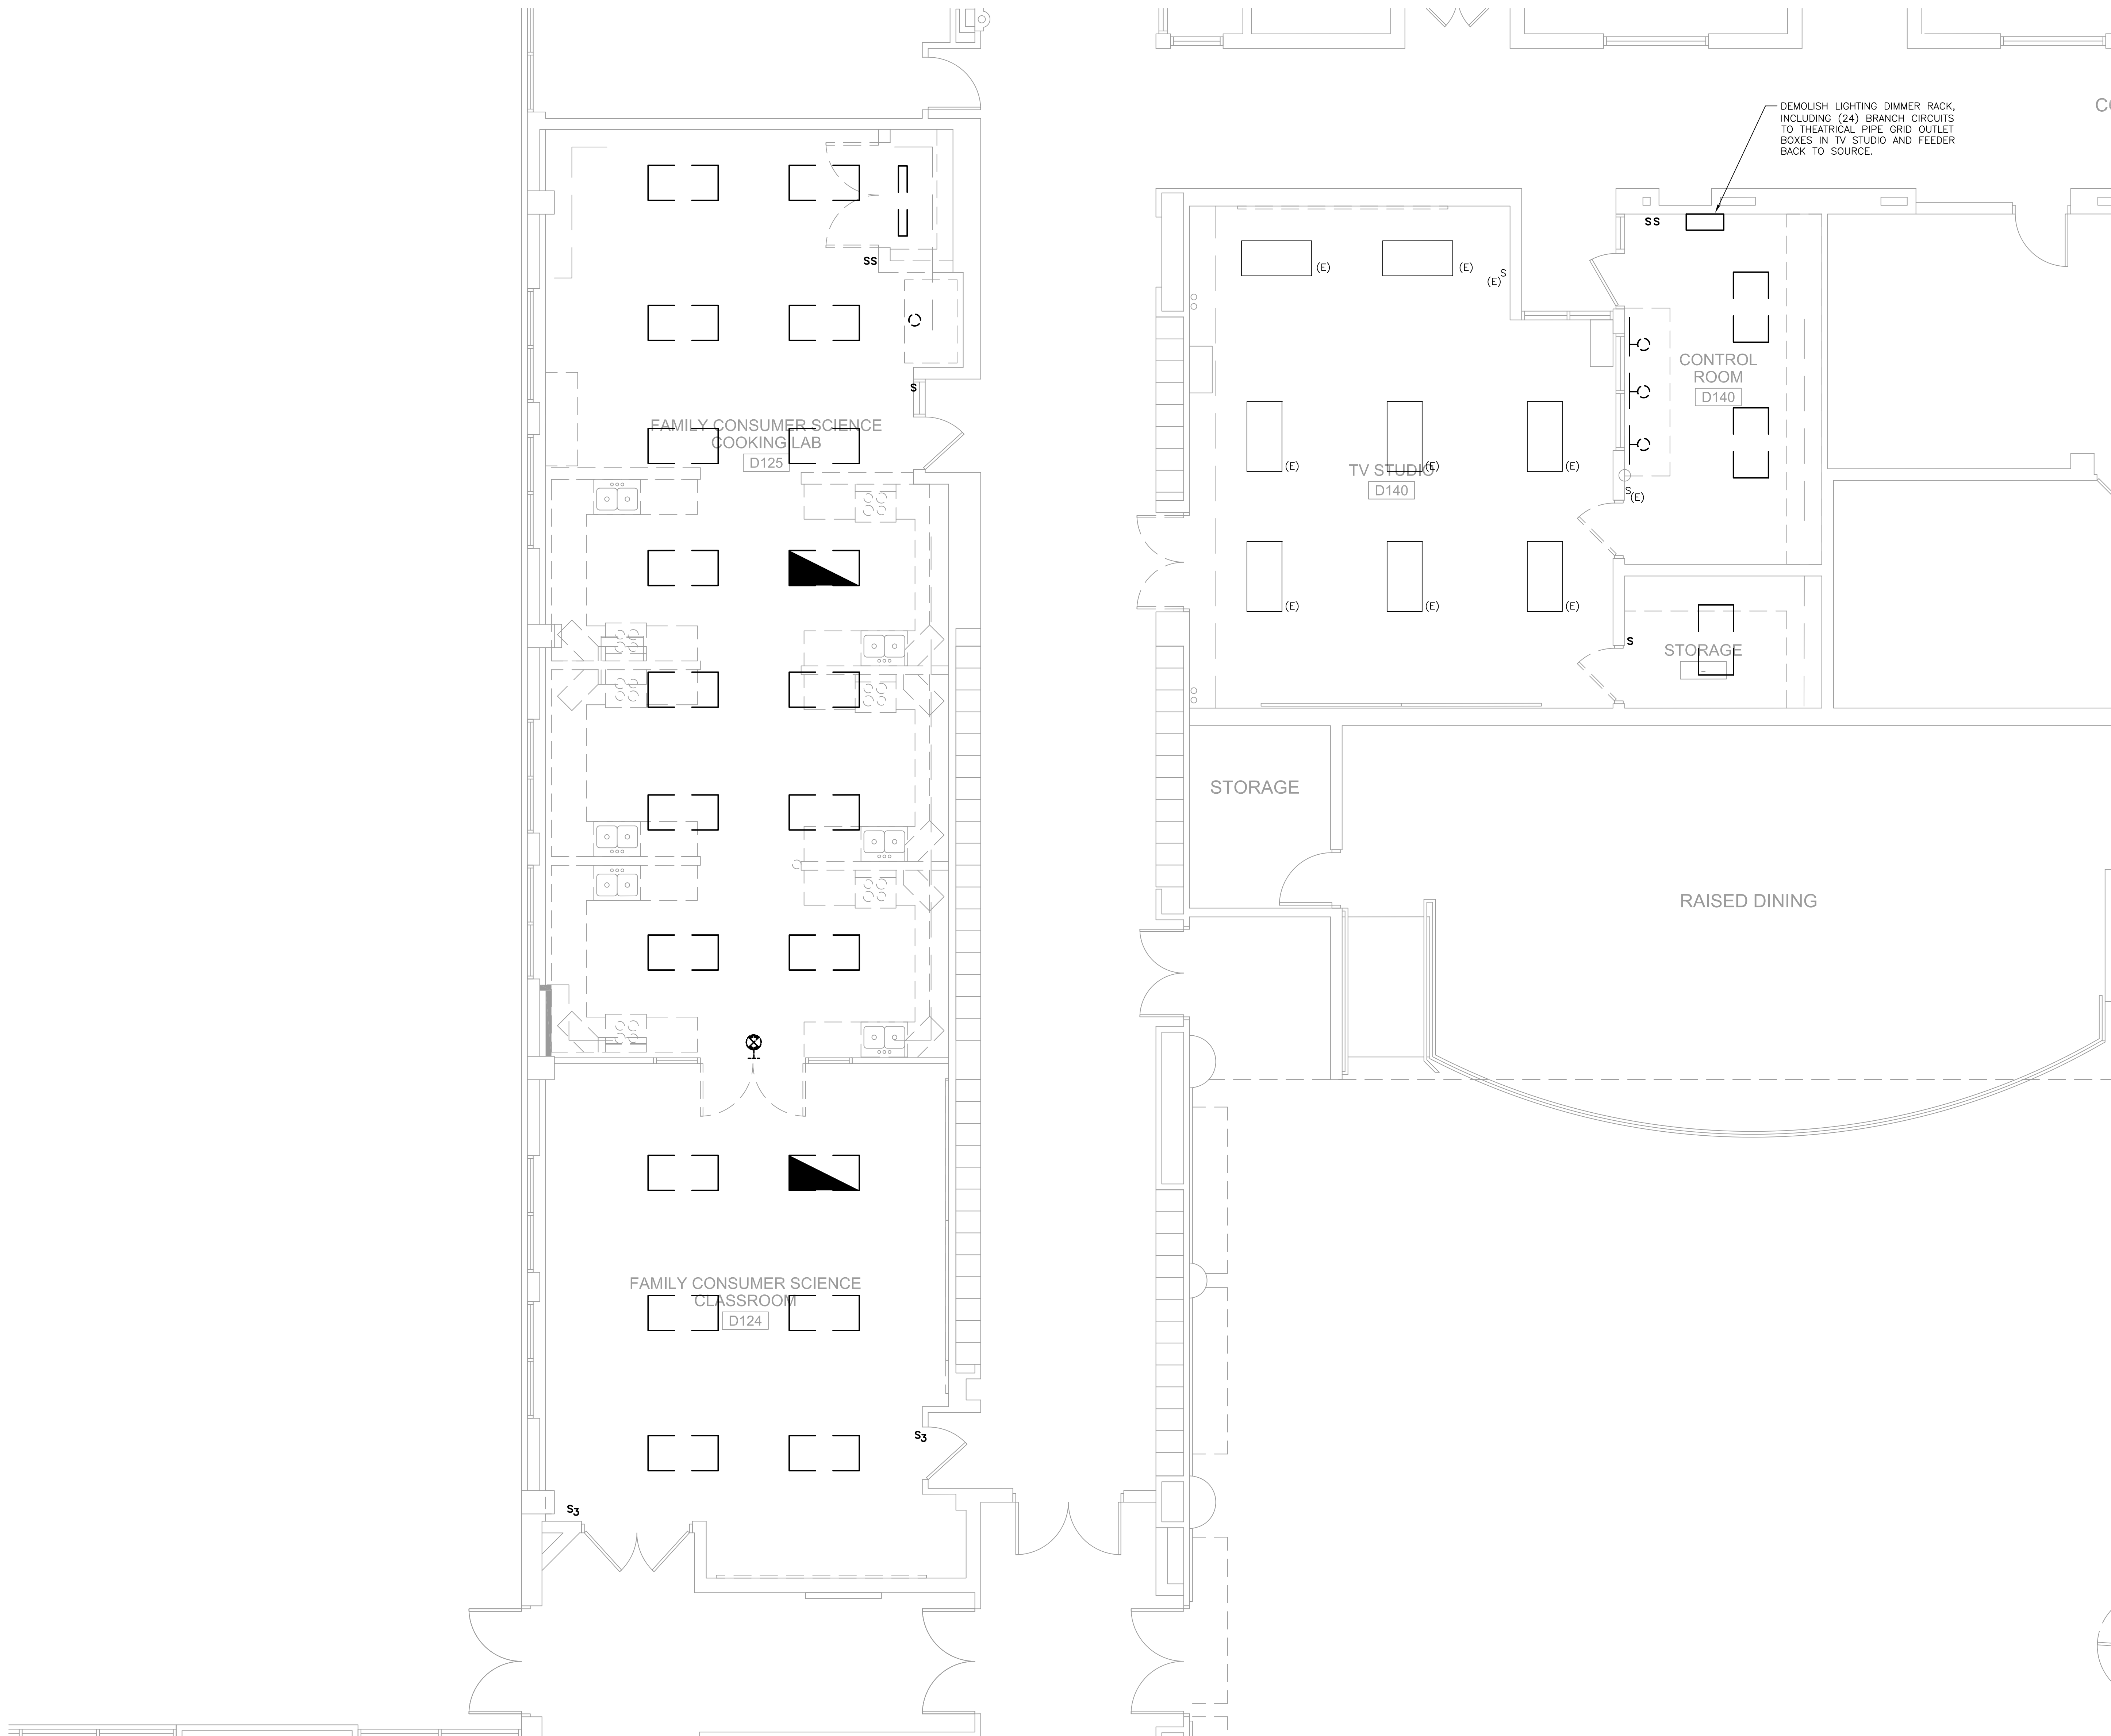 DEMOLISH LIGHTING DIMMER RACK,
INCLUDING (24) BRANCH CIRCUITS
TO THEATRICAL PIPE GRID OUTLET
BOXES IN TV STUDIO AND FEEDER
BACK TO SOURCE.
SS
SS
(E)
(E)
S
(E)
CONTROL
ROOM
D140
S
FAMILY CONSUMER SCIENCE
COOKING LAB
D125
(E)
(E)
(E)
TV STUDIO
D140
S
(E)
(E)
(E)
(E)
S
STORAGE
-
STORAGE
RAISED DINING
FAMILY CONSUMER SCIENCE
CLASSROOM
D124
S3
S3